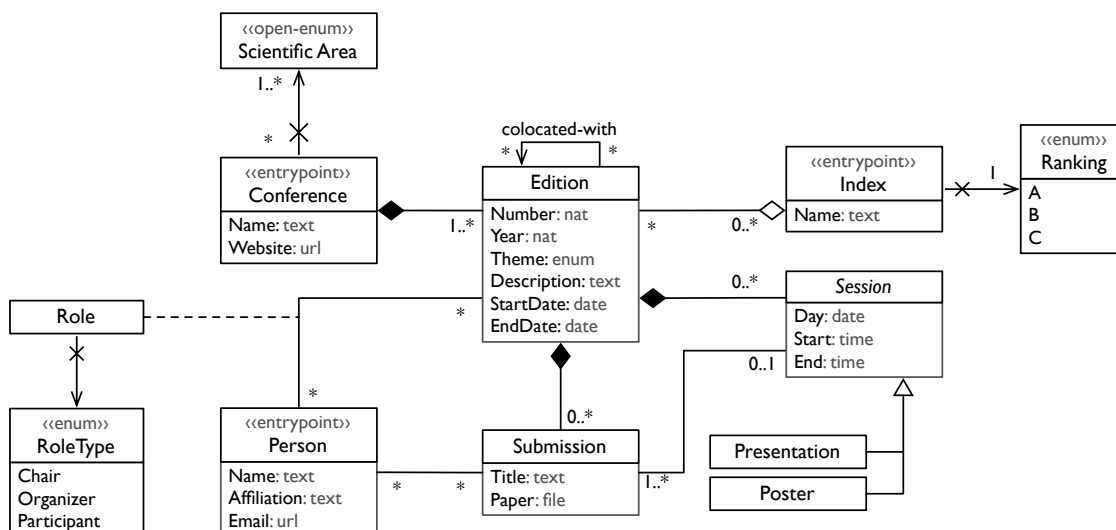 ‹‹open-enum››
Scientific Area
1..*
*
colocated-with
*
*
‹‹entrypoint››
Conference
Name: text
Website: url
1..*
Edition
Number: nat
Year: nat
Theme: enum
Description: text
StartDate: date
EndDate: date
*
0..*
‹‹entrypoint››
Index
Name: text
1
‹‹enum››
Ranking
A
B
C
0..*
Session
Day: date
Start: time
End: time
0..1
Role
*
*
‹‹enum››
RoleType
Chair
Organizer
Participant
‹‹entrypoint››
Person
Name: text
Affiliation: text
Email: url
*
*
0..*
Submission
Title: text
Paper: file
1..*
Presentation
Poster